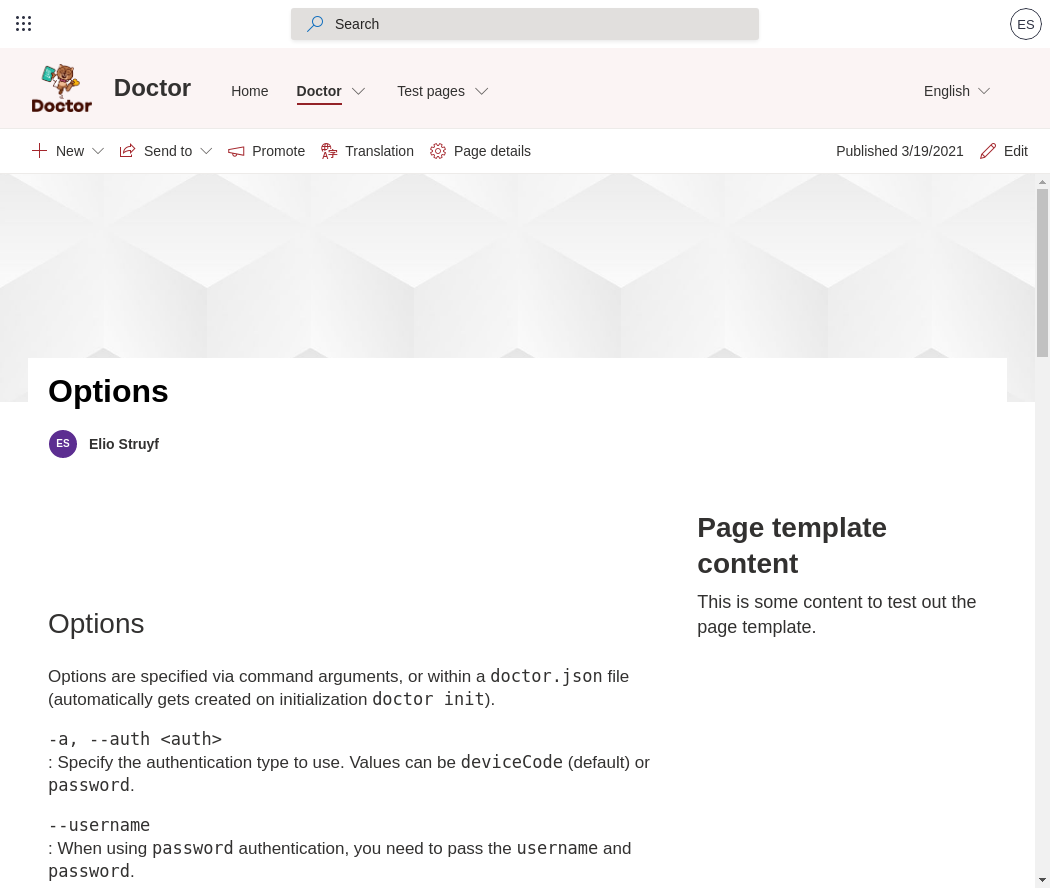 Search
ES
Doctor
Doctor
Home
Doctor
Test pages
English
New
Send to
Promote
Translation
Page details
Published 3/19/2021
Edit
Options
ES
Elio Struyf
Page template
content
This is some content to test out the
page template.
Options
Options are specified via command arguments, or within a doctor.json file
(automatically gets created on initialization doctor init).
-a, --auth <auth>
: Specify the authentication type to use. Values can be deviceCode (default) or
password.
--username
: When using password authentication, you need to pass the username and
password.